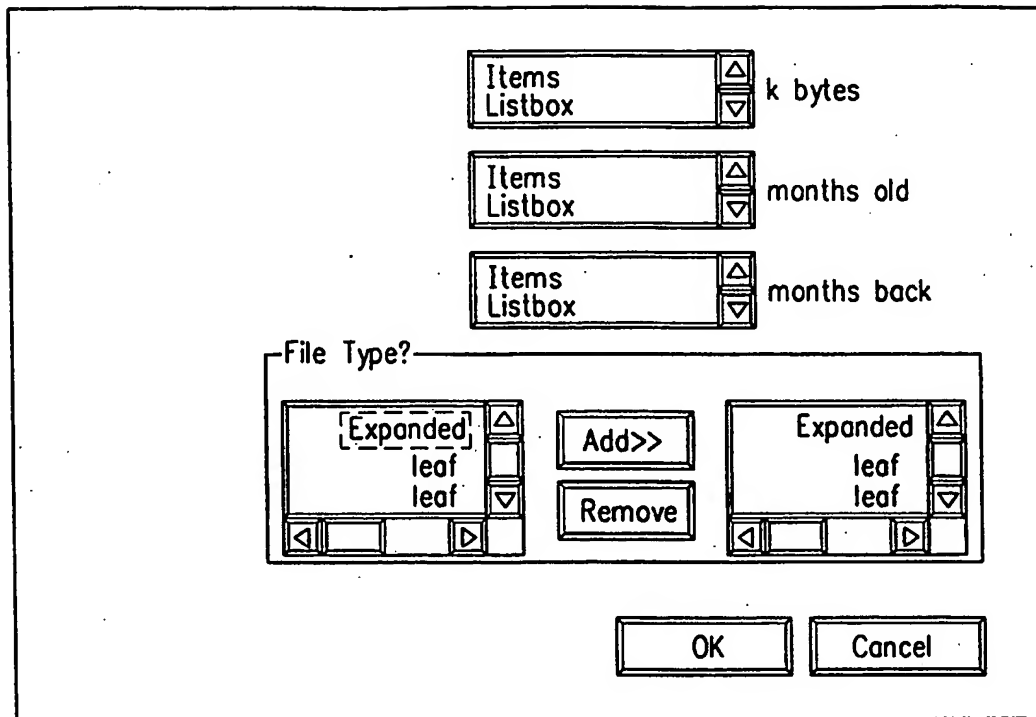 Items
Listbox
k bytes
Items
Listbox
months old
Items
Listbox
months back
File Type?
Expanded
leaf
leaf
Add>>
Remove
Expanded
leaf
leaf
OK
Cancel